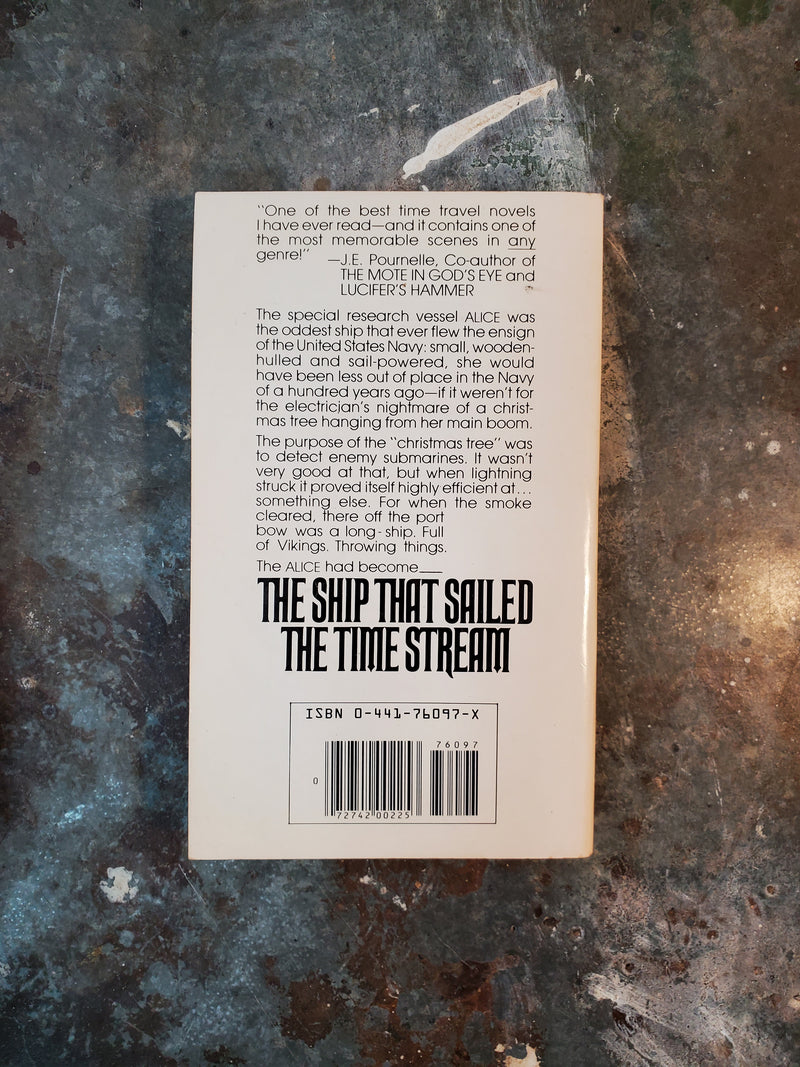 "One of the best time travel novels
I have ever read—and it contains one of
the most memorable scenes in any
genre!"
—J.E. Pournelle, Co-author of
THE MOTE IN GOD'S EYE and
LUCIFER'S HAMMER
The special research vessel ALICE was
the oddest ship that ever flew the ensign
of the United States Navy: small, wooden-
hulled and sail-powered, she would
have been less out of place in the Navy
of a hundred years ago—if it weren't for
the electrician's nightmare of a christ-
mas tree hanging from her main boom.
The purpose of the "christmas tree" was
to detect enemy submarines. It wasn't
very good at that, but when lightning
struck it proved itself highly efficient at...
something else. For when the smoke
cleared, there off the port
bow was a long-ship. Full
of Vikings. Throwing things.
The ALICE had become__
THE SHIP THAT SAILED
THE TIME STREAM
ISBN 0-441-76097-X
76097
0
72742 00225